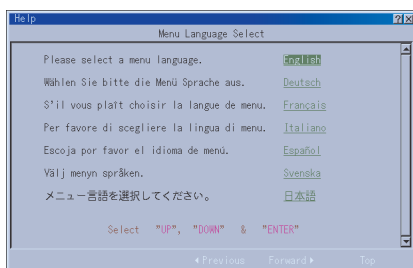 Help
Menu Language Select
Please select a menu language. English
Wählen Sie bitte die Menü Sprache aus. Deutsch
S'il vous plaît choisir la langue de menu. Français
Per favore di scegliere la lingua di menu. Italiano
Escoja por favor el idioma de menú. Español
Välj menyn språken. Svenska
メニュー言語を選択してください。 日本語
Select "UP", "DOWN" & "ENTER"
Previous Forward Top